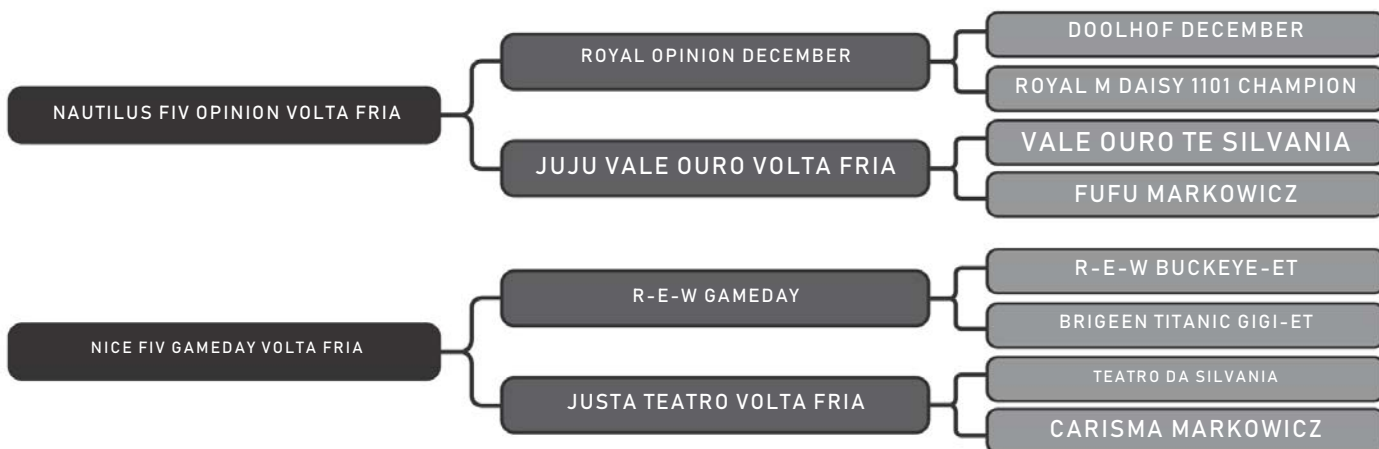 NAUTILUS FIV OPINION VOLTA FRIA
ROYAL OPINION DECEMBER
DOOLHOF DECEMBER
ROYAL M DAISY 1101 CHAMPION
JUJU VALE OURO VOLTA FRIA
VALE OURO TE SILVANIA
FUFU MARKOWICZ
NICE FIV GAMEDAY VOLTA FRIA
R-E-W GAMEDAY
R-E-W BUCKEYE-ET
BRIGEEN TITANIC GIGI-ET
JUSTA TEATRO VOLTA FRIA
TEATRO DA SILVANIA
CARISMA MARKOWICZ